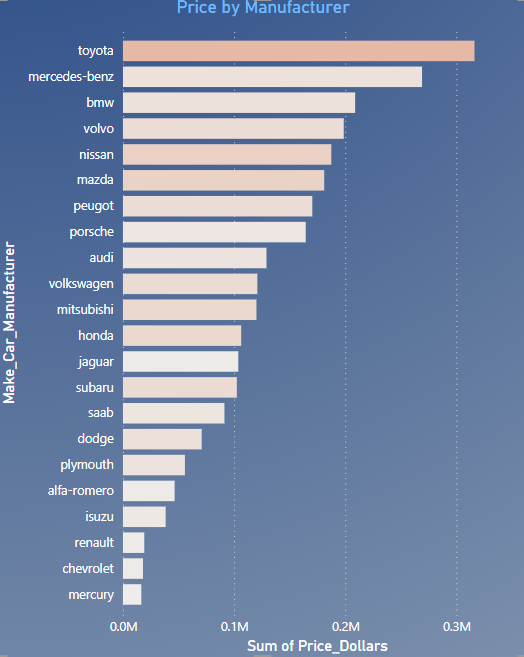 Price by Manufacturer
toyota
mercedes-benz
bmw
volvo
nissan
mazda
peugot
porsche
audi
volkswagen
mitsubishi
honda
jaguar
subaru
saab
dodge
plymouth
alfa-romero
isuzu
renault
chevrolet
mercury
Make_Car_Manufacturer
0.0M 0.1M 0.2M 0.3M
Sum of Price_Dollars